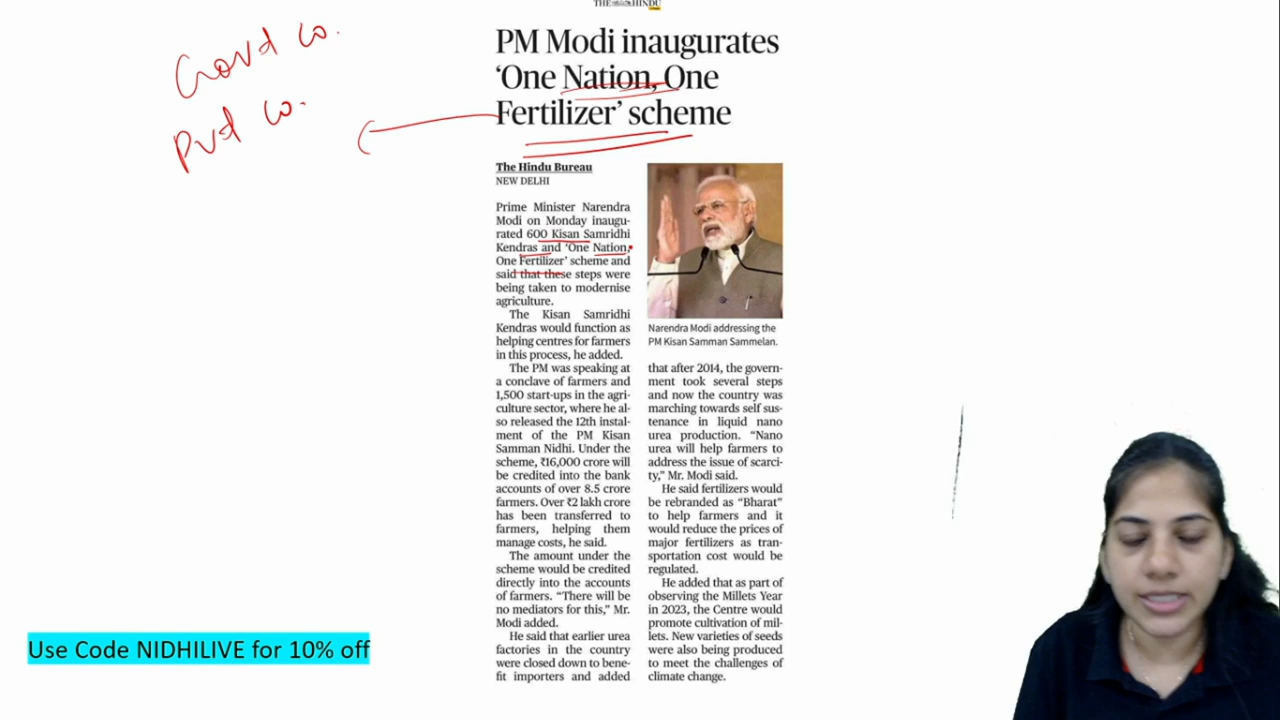 THE HINDU
Govt co.
Pvt co.
PM Modi inaugurates
‘One Nation, One
Fertilizer’ scheme
The Hindu Bureau
NEW DELHI
Prime Minister Narendra
Modi on Monday inaugu-
rated 600 Kisan Samridhi
Kendras and ‘One Nation,
One Fertilizer’ scheme and
said that these steps were
being taken to modernise
agriculture.
The Kisan Samridhi
Kendras would function as
helping centres for farmers
in this process, he added.
The PM was speaking at
a conclave of farmers and
1,500 start-ups in the agri-
culture sector, where he al-
so released the 12th instal-
ment of the PM Kisan
Samman Nidhi. Under the
scheme, ₹16,000 crore will
be credited into the bank
accounts of over 8.5 crore
farmers. Over ₹2 lakh crore
has been transferred to
farmers, helping them
manage costs, he said.
The amount under the
scheme would be credited
directly into the accounts
of farmers. “There will be
no mediators for this,” Mr.
Modi added.
He said that earlier urea
factories in the country
were closed down to bene-
fit importers and added
Narendra Modi addressing the
PM Kisan Samman Sammelan.
that after 2014, the govern-
ment took several steps
and now the country was
marching towards self sus-
tenance in liquid nano
urea production. “Nano
urea will help farmers to
address the issue of scarci-
ty,” Mr. Modi said.
He said fertilizers would
be rebranded as “Bharat”
to help farmers and it
would reduce the prices of
major fertilizers as tran-
sportation cost would be
regulated.
He added that as part of
observing the Millets Year
in 2023, the Centre would
promote cultivation of mil-
lets. New varieties of seeds
were also being produced
to meet the challenges of
climate change.
Use Code NIDHILIVE for 10% off